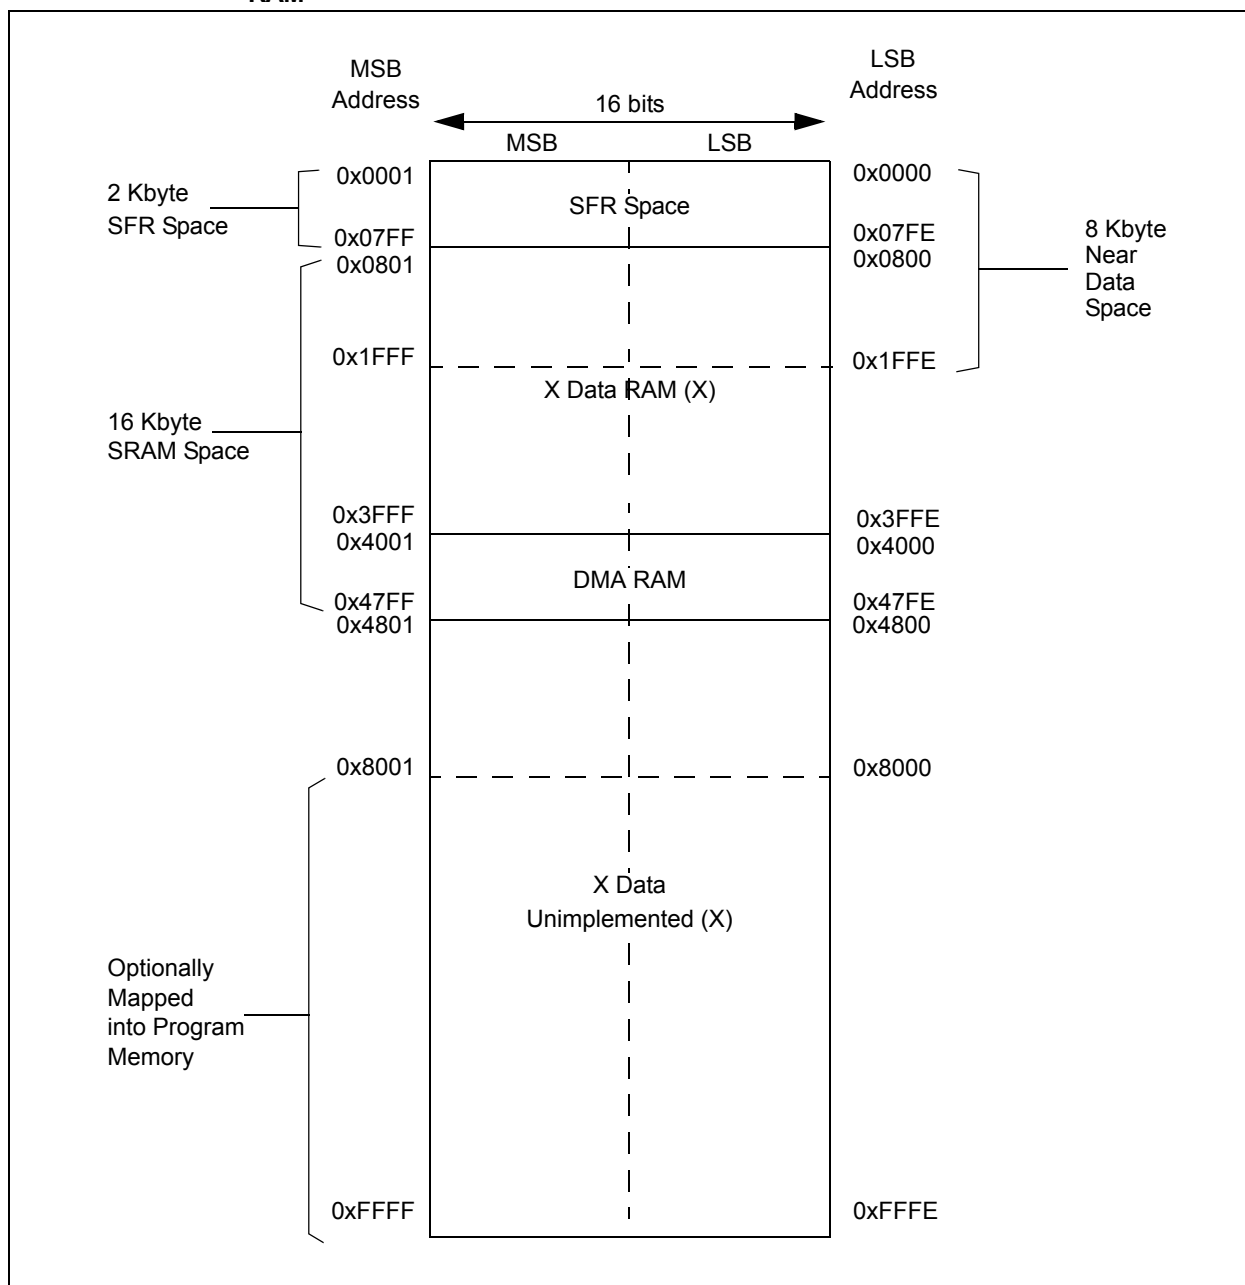 RAM
MSB
Address
LSB
Address
16 bits
MSB
LSB
0x0001
0x0000
2 Kbyte
SFR Space
SFR Space
0x07FF
0x07FE
0x0801
0x0800
8 Kbyte
Near
Data
Space
0x1FFF
0x1FFE
X Data RAM (X)
16 Kbyte
SRAM Space
0x3FFF
0x3FFE
0x4001
0x4000
DMA RAM
0x47FF
0x47FE
0x4801
0x4800
0x8001
0x8000
X Data
Unimplemented (X)
Optionally
Mapped
into Program
Memory
0xFFFF
0xFFFE